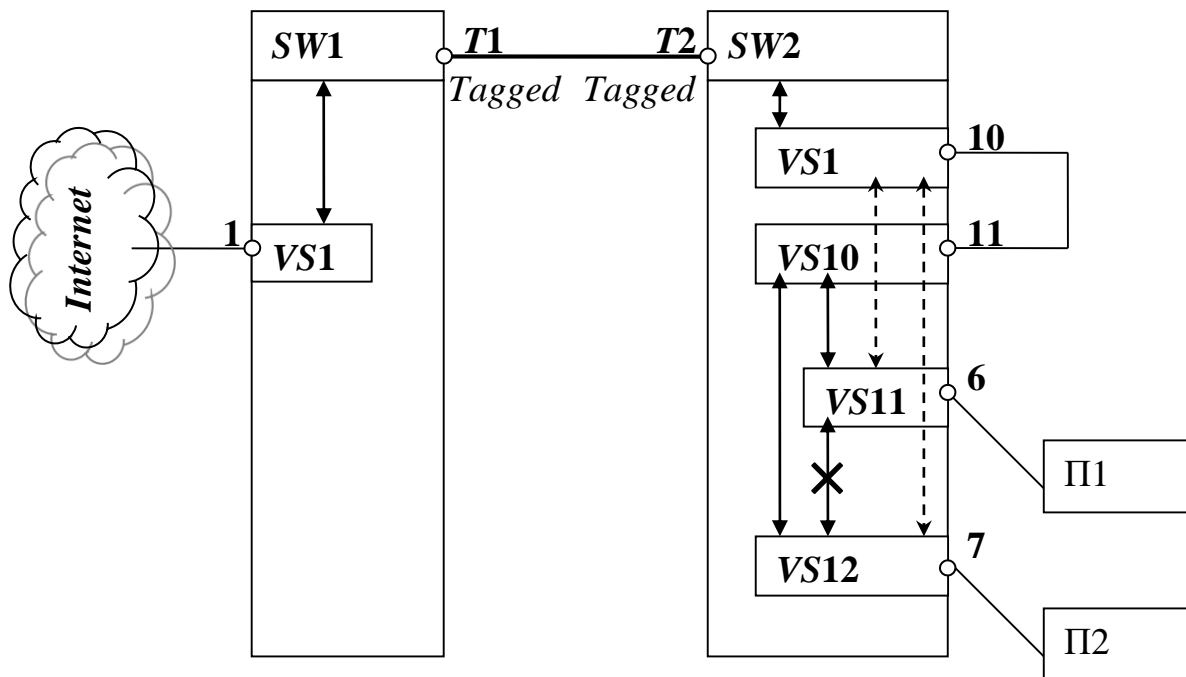 SW1
T1
T2
SW2
Tagged
Tagged
10
VS1
Internet
1
VS1
11
VS10
6
VS11
П1
7
VS12
П2